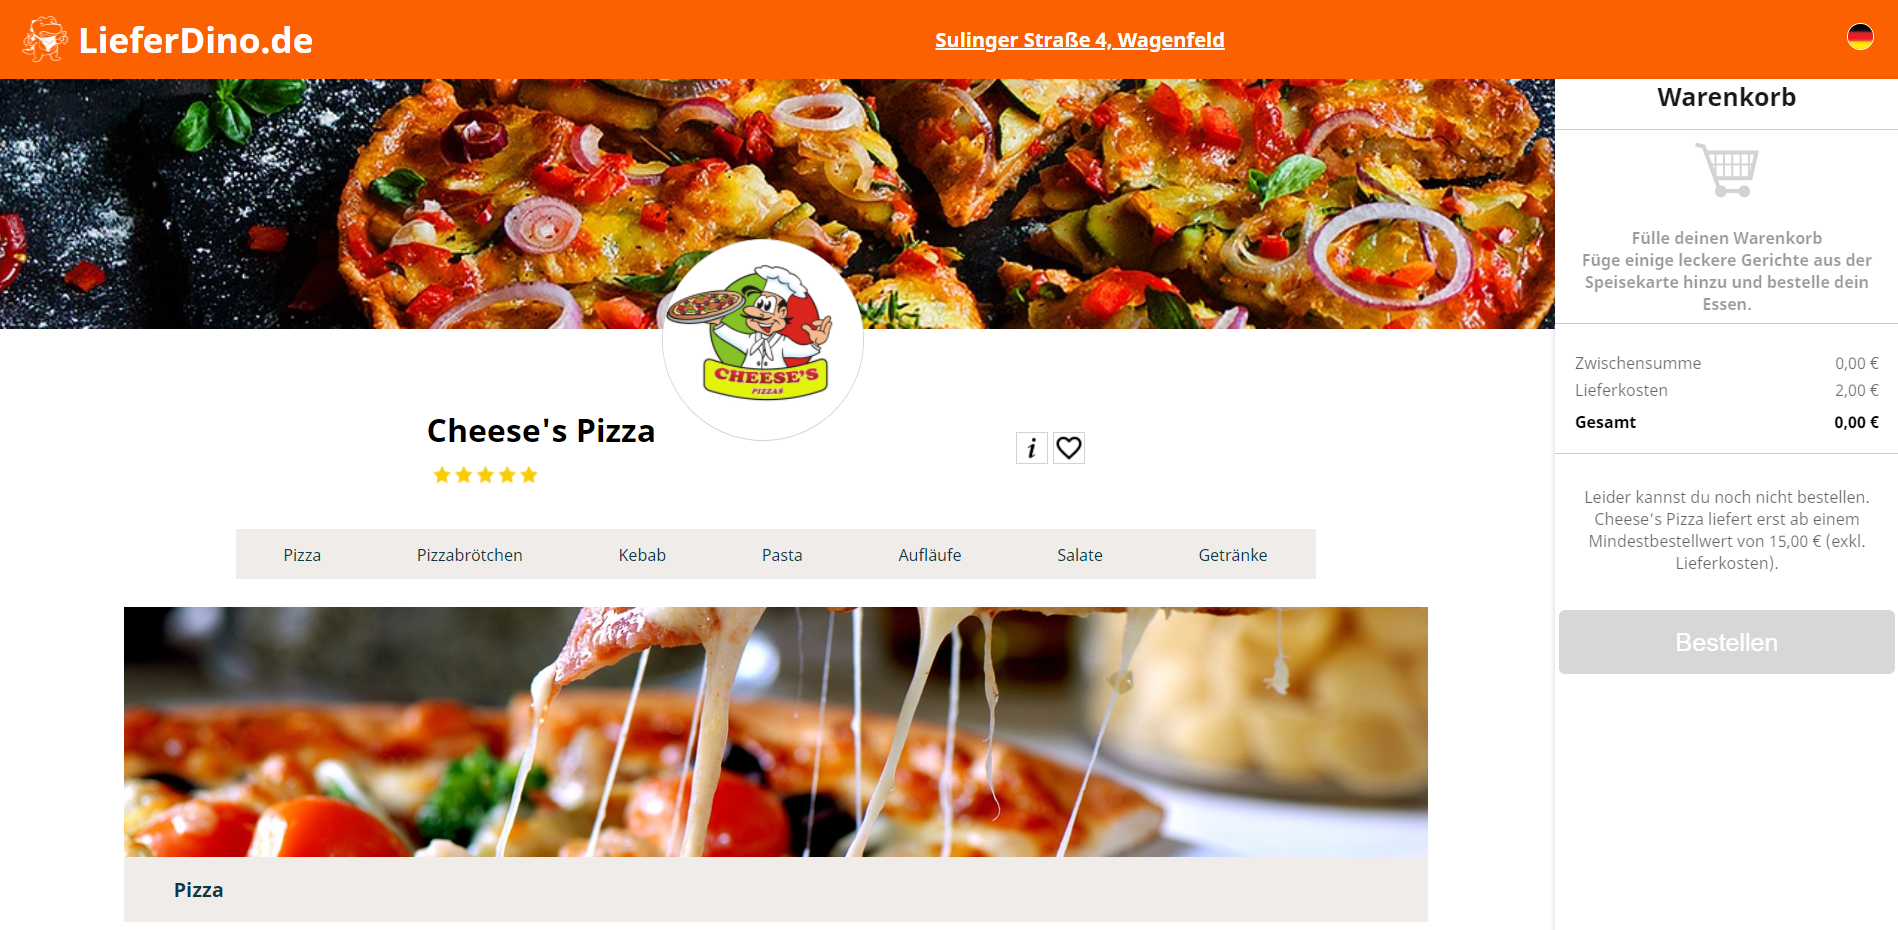 LieferDino.de
Sulinger Straße 4, Wagenfeld
CHEESE'S
PIZZAS
Cheese's Pizza
i
Pizza Pizzabrötchen Kebab Pasta Aufläufe Salate Getränke
Pizza
Warenkorb
Fülle deinen Warenkorb
Füge einige leckere Gerichte aus der
Speisekarte hinzu und bestelle dein
Essen.
Zwischensumme 0,00 €
Lieferkosten 2,00 €
Gesamt 0,00 €
Leider kannst du noch nicht bestellen.
Cheese's Pizza liefert erst ab einem
Mindestbestellwert von 15,00 € (exkl.
Lieferkosten).
Bestellen